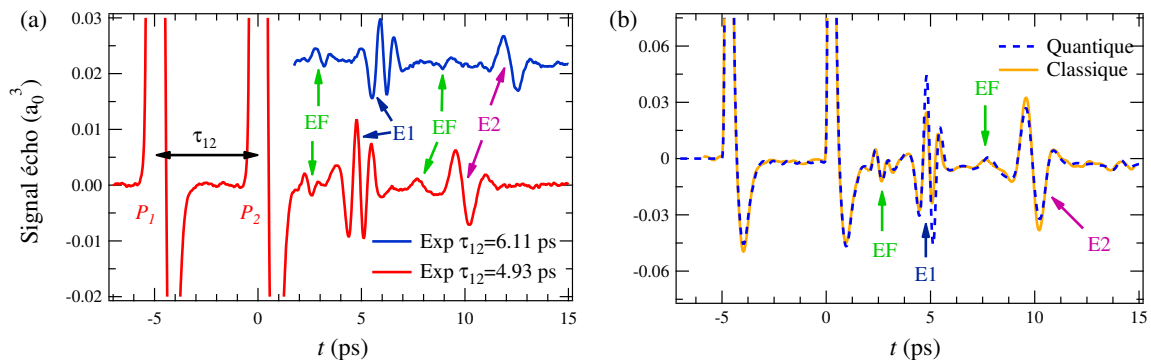 (a)
Signal écho (a₀³)
0.03
0.02
0.01
0.00
-0.01
-0.02
-5
0
5
10
15
t (ps)
τ₁₂
P₁
P₂
EF
E1
EF
E2
Exp τ₁₂=6.11 ps
Exp τ₁₂=4.93 ps
(b)
0.06
0.03
0
-0.03
-0.06
-5
0
5
10
15
t (ps)
Quantique
Classique
EF
EF
E1
E2